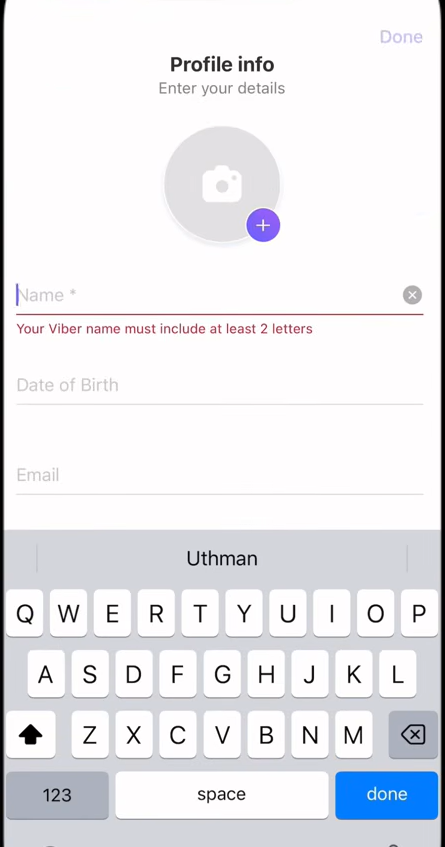 Done
Profile info
Enter your details
Name *
Your Viber name must include at least 2 letters
Date of Birth
Email
Uthman
Q W E R T Y U I O P
A S D F G H J K L
Z X C V B N M
123 space done